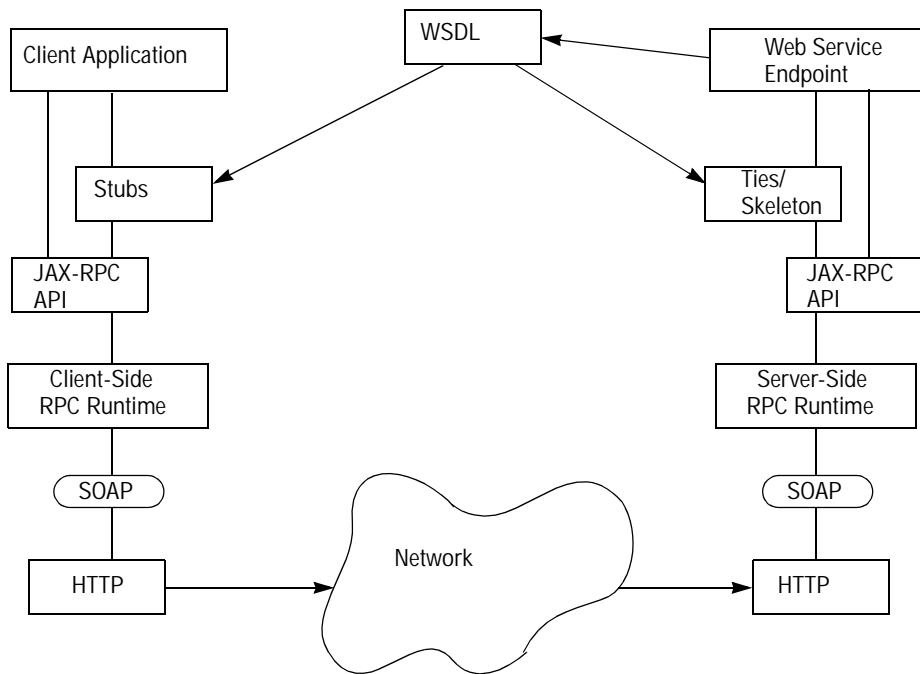 WSDL
Client Application
Web Service
Endpoint
Stubs
Ties/
Skeleton
JAX-RPC
API
JAX-RPC
API
Client-Side
RPC Runtime
Server-Side
RPC Runtime
SOAP
SOAP
Network
HTTP
HTTP